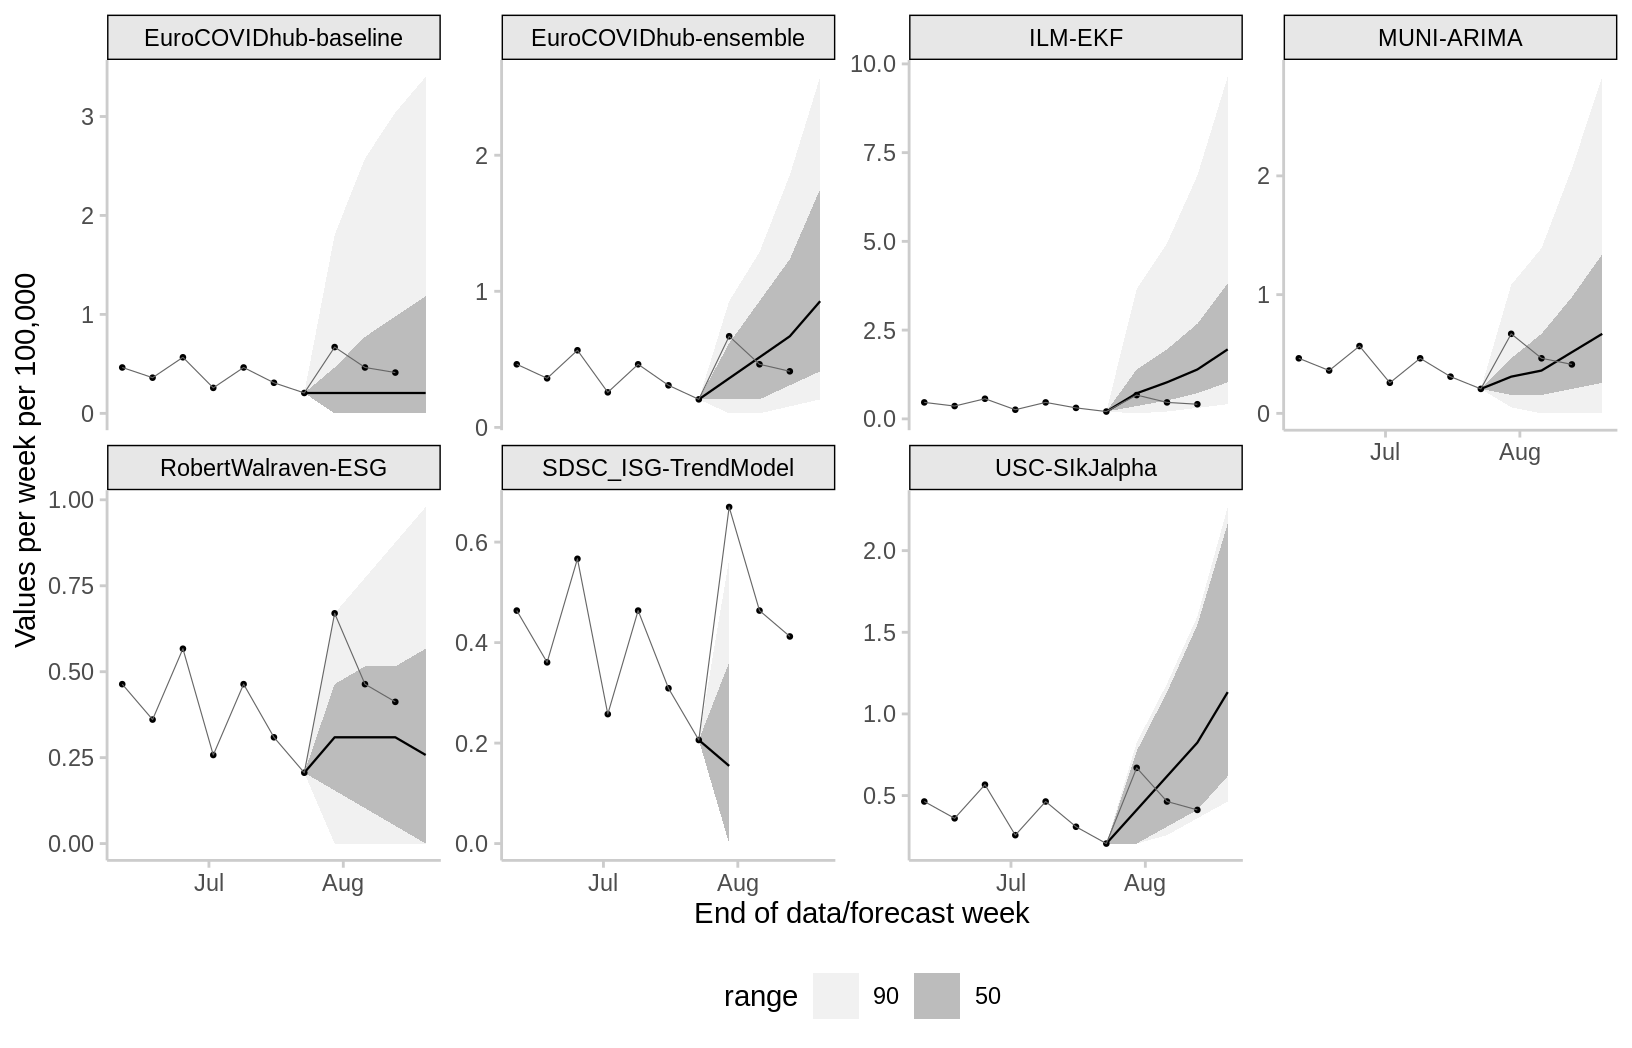 EuroCOVIDhub-baseline
EuroCOVIDhub-ensemble
ILM-EKF
MUNI-ARIMA
3
2
1
0
2
1
0
10.0
7.5
5.0
2.5
0.0
2
1
0
Jul
Aug
RobertWalraven-ESG
SDSC_ISG-TrendModel
USC-SIkJalpha
1.00
0.75
0.50
0.25
0.00
0.6
0.4
0.2
0.0
2.0
1.5
1.0
0.5
Jul
Aug
Jul
Aug
Jul
Aug
Values per week per 100,000
End of data/forecast week
range
90
50